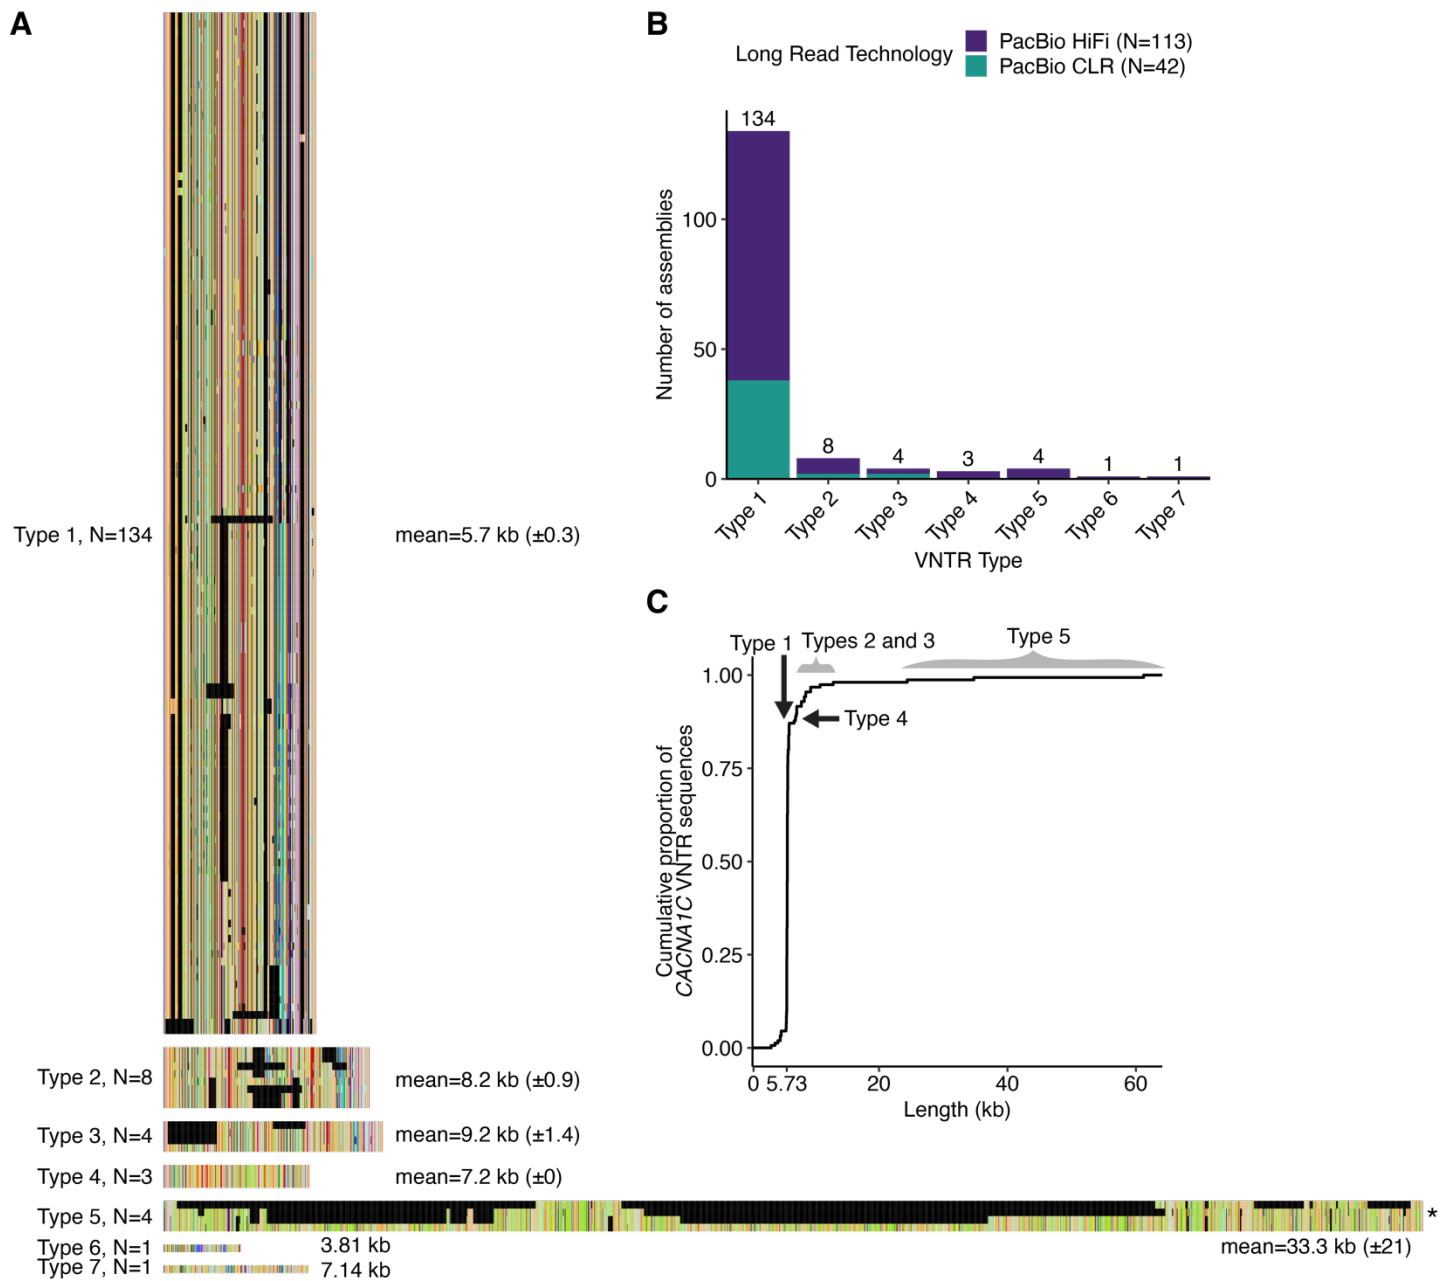 A
Type 1, N=134
mean=5.7 kb (±0.3)
Type 2, N=8
mean=8.2 kb (±0.9)
Type 3, N=4
mean=9.2 kb (±1.4)
Type 4, N=3
mean=7.2 kb (±0)
Type 5, N=4
*
mean=33.3 kb (±21)
Type 6, N=1
3.81 kb
Type 7, N=1
7.14 kb
B
Long Read Technology
PacBio HiFi (N=113)
PacBio CLR (N=42)
Number of assemblies
100
50
0
134
8
4
3
4
1
1
Type 1
Type 2
Type 3
Type 4
Type 5
Type 6
Type 7
VNTR Type
C
Type 1
Types 2 and 3
Type 5
Type 4
Cumulative proportion of
CACNA1C VNTR sequences
1.00
0.75
0.50
0.25
0.00
0 5.73 20 40 60
Length (kb)